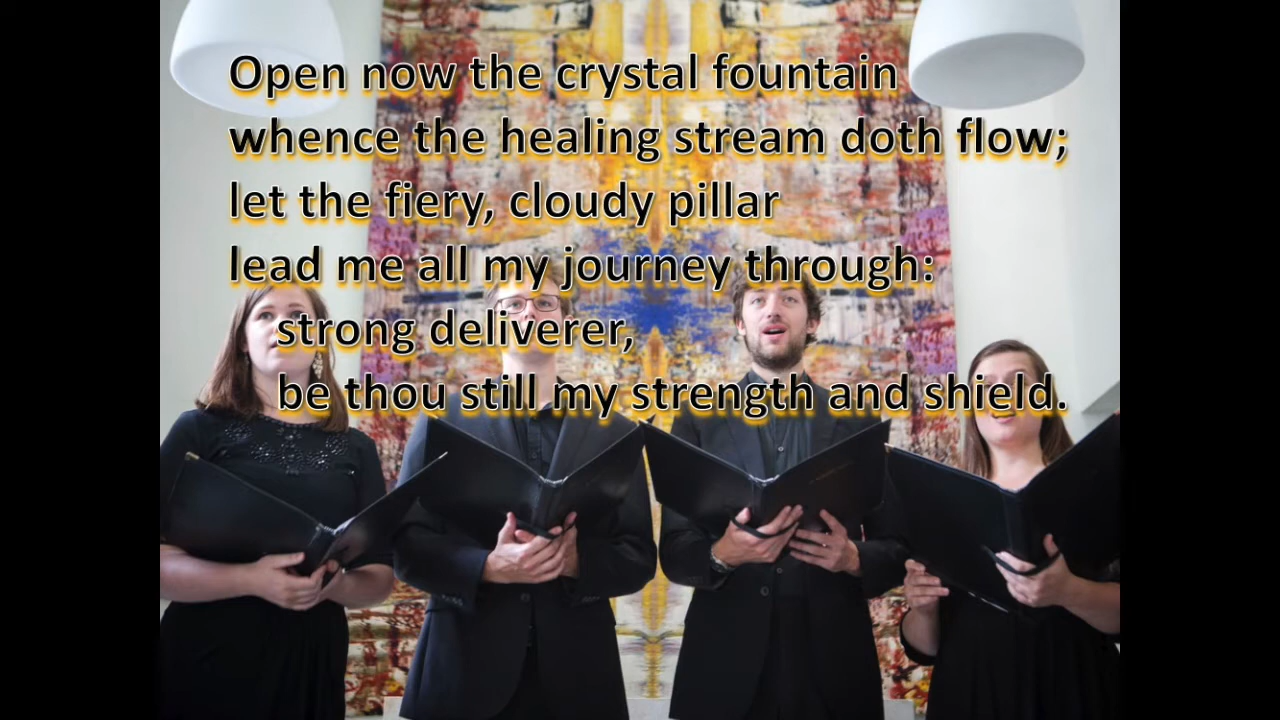 Open now the crystal fountain
whence the healing stream doth flow;
let the fiery, cloudy pillar
lead me all my journey through:
strong deliverer,
be thou still my strength and shield.